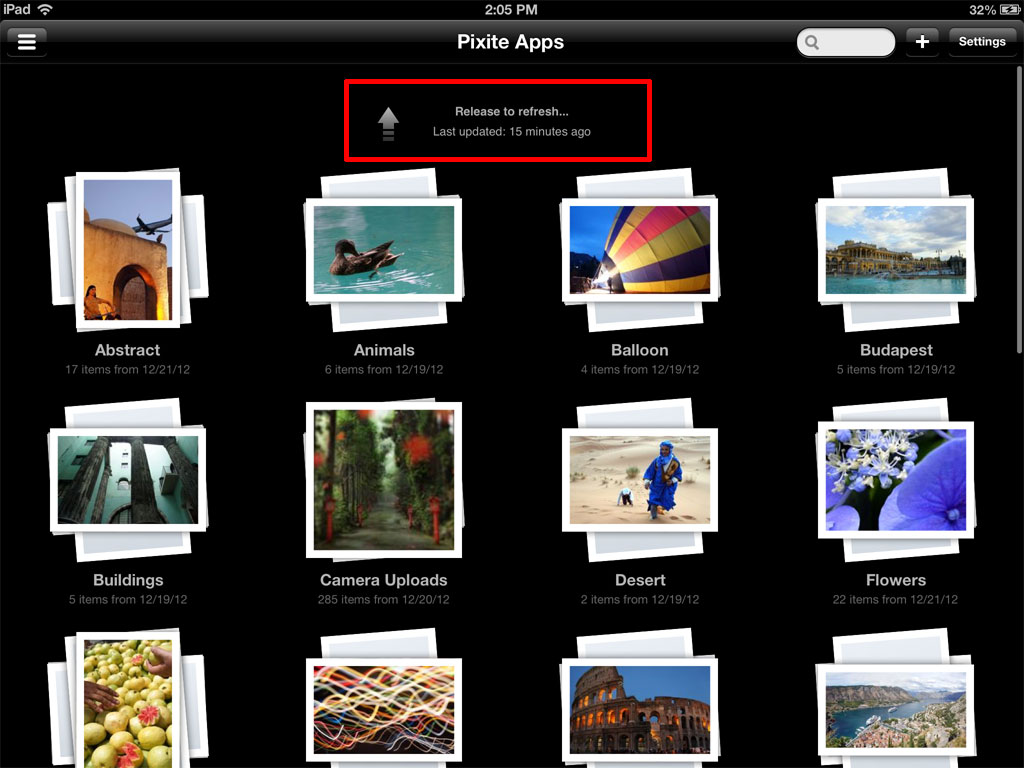 iPad 2:05 PM 32%
Pixite Apps Settings
Release to refresh...
Last updated: 15 minutes ago
Abstract Animals Balloon Budapest
17 items from 12/21/12 6 items from 12/19/12 4 items from 12/19/12 5 items from 12/19/12
Buildings Camera Uploads Desert Flowers
5 items from 12/19/12 285 items from 12/20/12 2 items from 12/19/12 22 items from 12/21/12